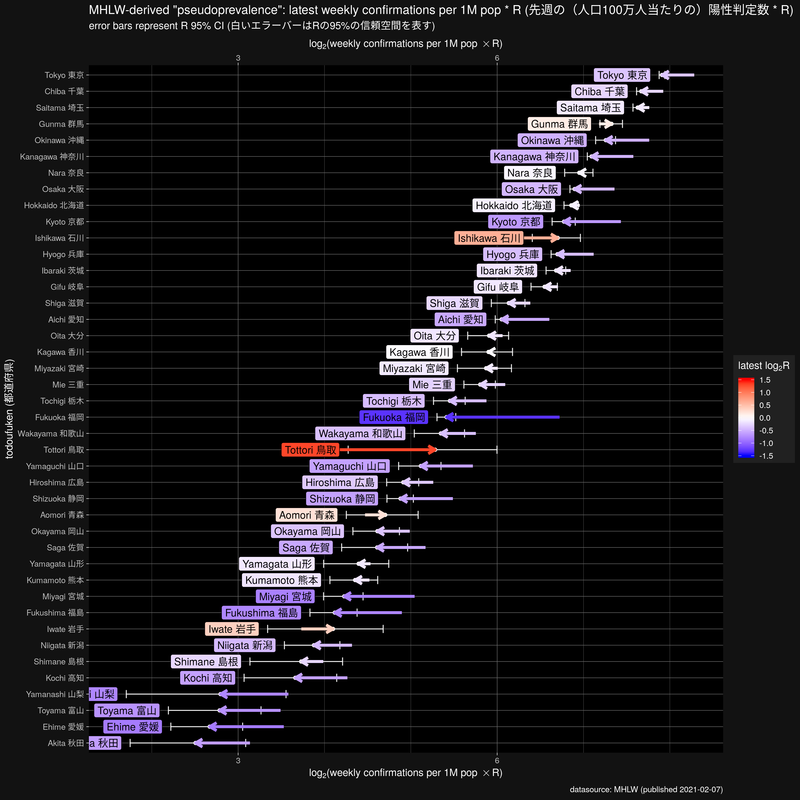 MHLW-derived "pseudoprevalence": latest weekly confirmations per 1M pop * R (先週の（人口100万人当たりの）陽性判定数 * R)
error bars represent R 95% CI (白いエラーバーはRの95%の信頼空間を表す)
log2(weekly confirmations per 1M pop × R)
3 6
Tokyo 東京 Tokyo 東京
Chiba 千葉 Chiba 千葉
Saitama 埼玉 Saitama 埼玉
Gunma 群馬 Gunma 群馬
Okinawa 沖縄 Okinawa 沖縄
Kanagawa 神奈川 Kanagawa 神奈川
Nara 奈良 Nara 奈良
Osaka 大阪 Osaka 大阪
Hokkaido 北海道 Hokkaido 北海道
Kyoto 京都 Kyoto 京都
Ishikawa 石川 Ishikawa 石川
Hyogo 兵庫 Hyogo 兵庫
Ibaraki 茨城 Ibaraki 茨城
Gifu 岐阜 Gifu 岐阜
Shiga 滋賀 Shiga 滋賀
Aichi 愛知 Aichi 愛知
Oita 大分 Oita 大分
Kagawa 香川 Kagawa 香川
Miyazaki 宮崎 Miyazaki 宮崎
Mie 三重 Mie 三重
Tochigi 栃木 Tochigi 栃木
Fukuoka 福岡 Fukuoka 福岡
Wakayama 和歌山 Wakayama 和歌山
Tottori 鳥取 Tottori 鳥取
Yamaguchi 山口 Yamaguchi 山口
Hiroshima 広島 Hiroshima 広島
Shizuoka 静岡 Shizuoka 静岡
Aomori 青森 Aomori 青森
Okayama 岡山 Okayama 岡山
Saga 佐賀 Saga 佐賀
Yamagata 山形 Yamagata 山形
Kumamoto 熊本 Kumamoto 熊本
Miyagi 宮城 Miyagi 宮城
Fukushima 福島 Fukushima 福島
Iwate 岩手 Iwate 岩手
Niigata 新潟 Niigata 新潟
Shimane 島根 Shimane 島根
Kochi 高知 Kochi 高知
Yamanashi 山梨 i 山梨
Toyama 富山 Toyama 富山
Ehime 愛媛 Ehime 愛媛
Akita 秋田 a 秋田
3 6
log2(weekly confirmations per 1M pop × R)
todoufuken (都道府県)
latest log2R
1.5
1.0
0.5
0.0
-0.5
-1.0
-1.5
datasource: MHLW (published 2021-02-07)